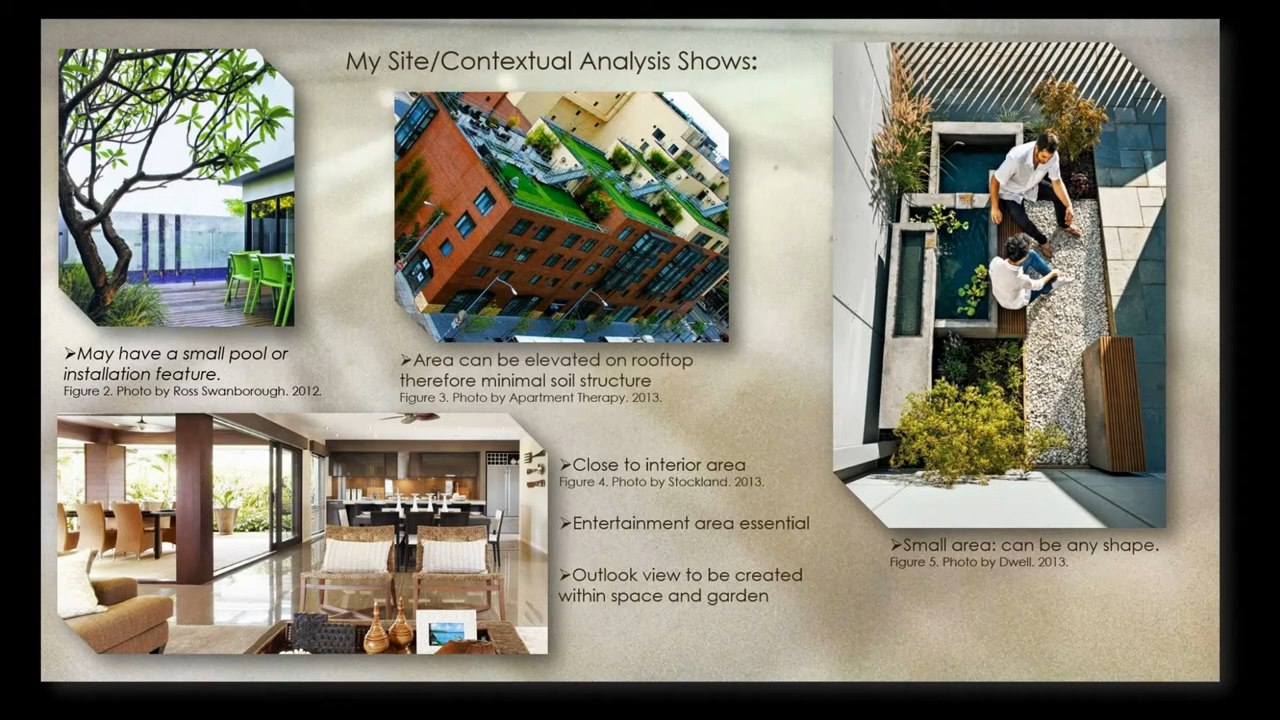 My Site/Contextual Analysis Shows:
➢May have a small pool or
installation feature.
Figure 2. Photo by Ross Swanborough. 2012.
➢Area can be elevated on rooftop
therefore minimal soil structure
Figure 3. Photo by Apartment Therapy. 2013.
➢Close to interior area
Figure 4. Photo by Stockland. 2013.
➢Entertainment area essential
➢Outlook view to be created
within space and garden
➢Small area: can be any shape.
Figure 5. Photo by Dwell. 2013.